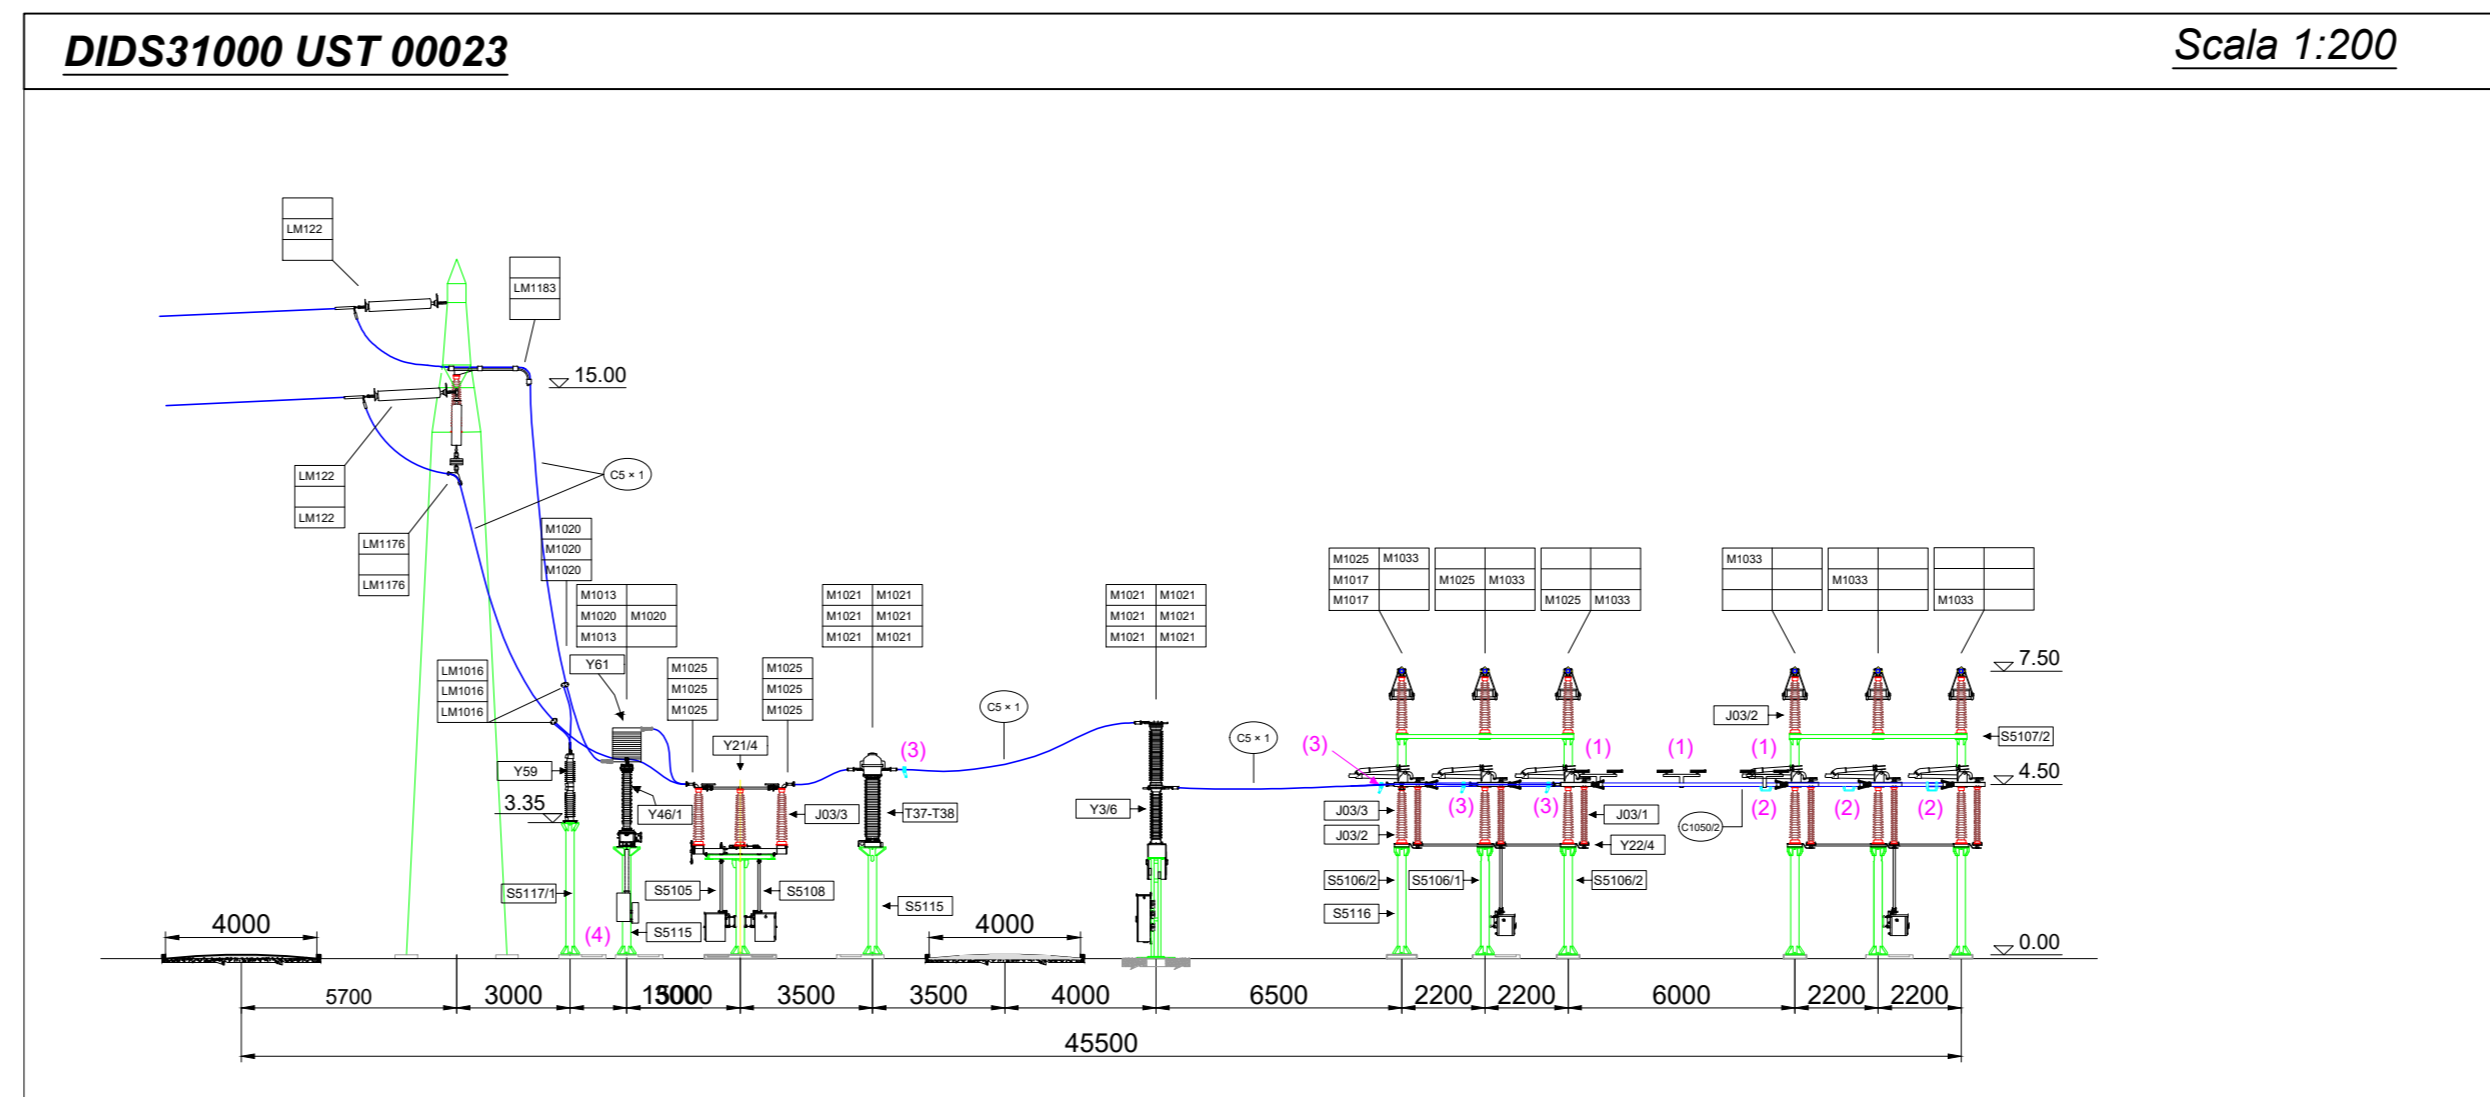 DIDS31000 UST 00023
Scala 1:200
LM122
LM1183
15.00
LM122
LM122
C5 × 1
LM1176
LM1176
M1020
M1020
M1020
M1013
M1020 M1020
M1013
Y61
LM1016
LM1016
LM1016
M1025
M1025
M1025
M1025
M1025
M1025
M1021 M1021
M1021 M1021
M1021 M1021
M1021 M1021
M1021 M1021
M1021 M1021
M1025 M1033
M1017
M1017
M1025 M1033
M1025 M1033
M1033
M1033
M1033
7.50
C5 × 1
C5 × 1
Y21/4
(3)
(3)
(1)
(1)
(1)
J03/2
S5107/2
4.50
Y59
3.35
Y46/1
J03/3
T37-T38
Y3/6
(3)
(3)
(2)
(2)
(2)
J03/3
J03/2
J03/1
C1050/2
Y22/4
S5117/1
S5105
S5108
S5115
S5106/2
S5106/1
S5106/2
S5116
(4)
S5115
4000
4000
0.00
5700
3000
3500
3500
4000
6500
2200
2200
6000
2200
2200
45500